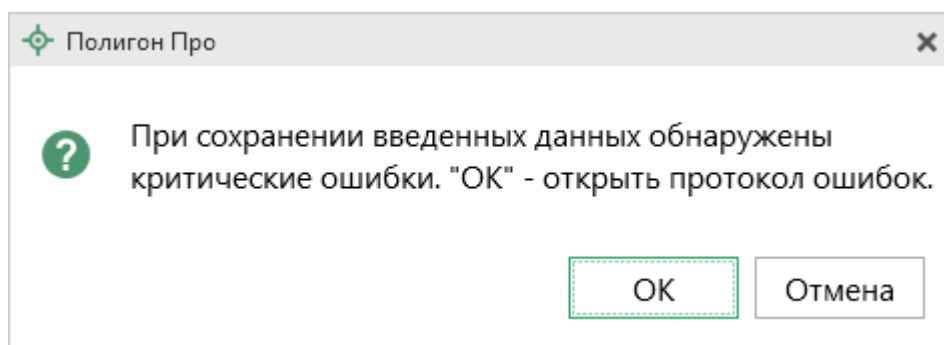 Полигон Про
При сохранении введенных данных обнаружены
критические ошибки. "ОК" - открыть протокол ошибок.
ОК
Отмена